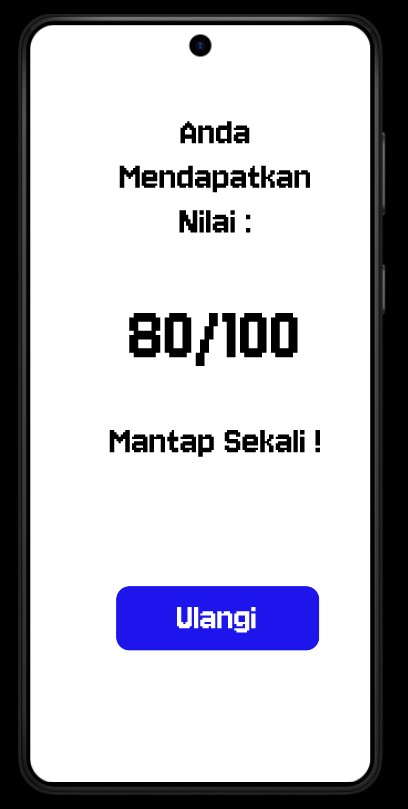 Anda
Mendapatkan
Nilai :
80/100
Mantap Sekali !
Ulangi